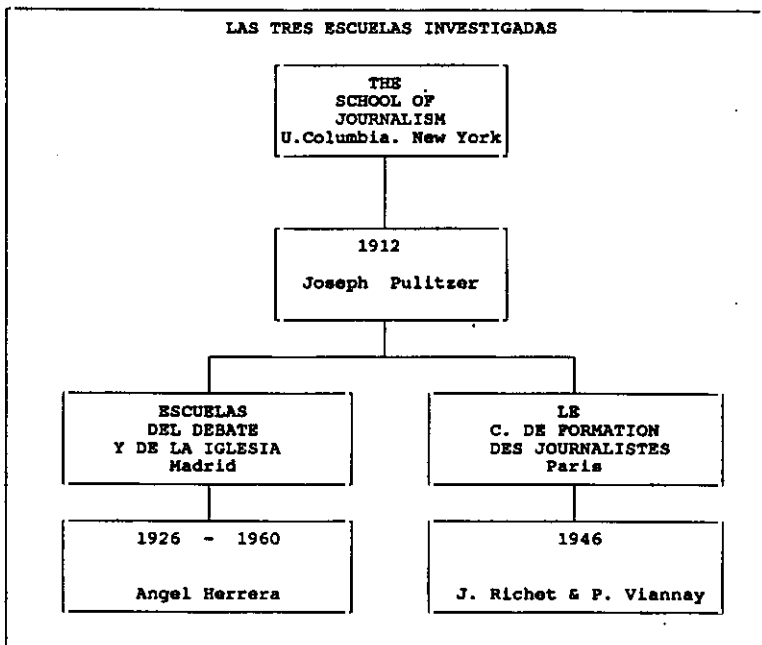 LAS TRES ESCUELAS INVESTIGADAS
THE
SCHOOL OF
JOURNALISM
U.Columbia. New York
1912
Joseph Pulitzer
ESCUELAS
DEL DEBATE
Y DE LA IGLESIA
Madrid
1926 - 1960
Angel Herrera
LE
C. DE FORMATION
DES JOURNALISTES
Paris
1946
J. Richet & P. Viannay